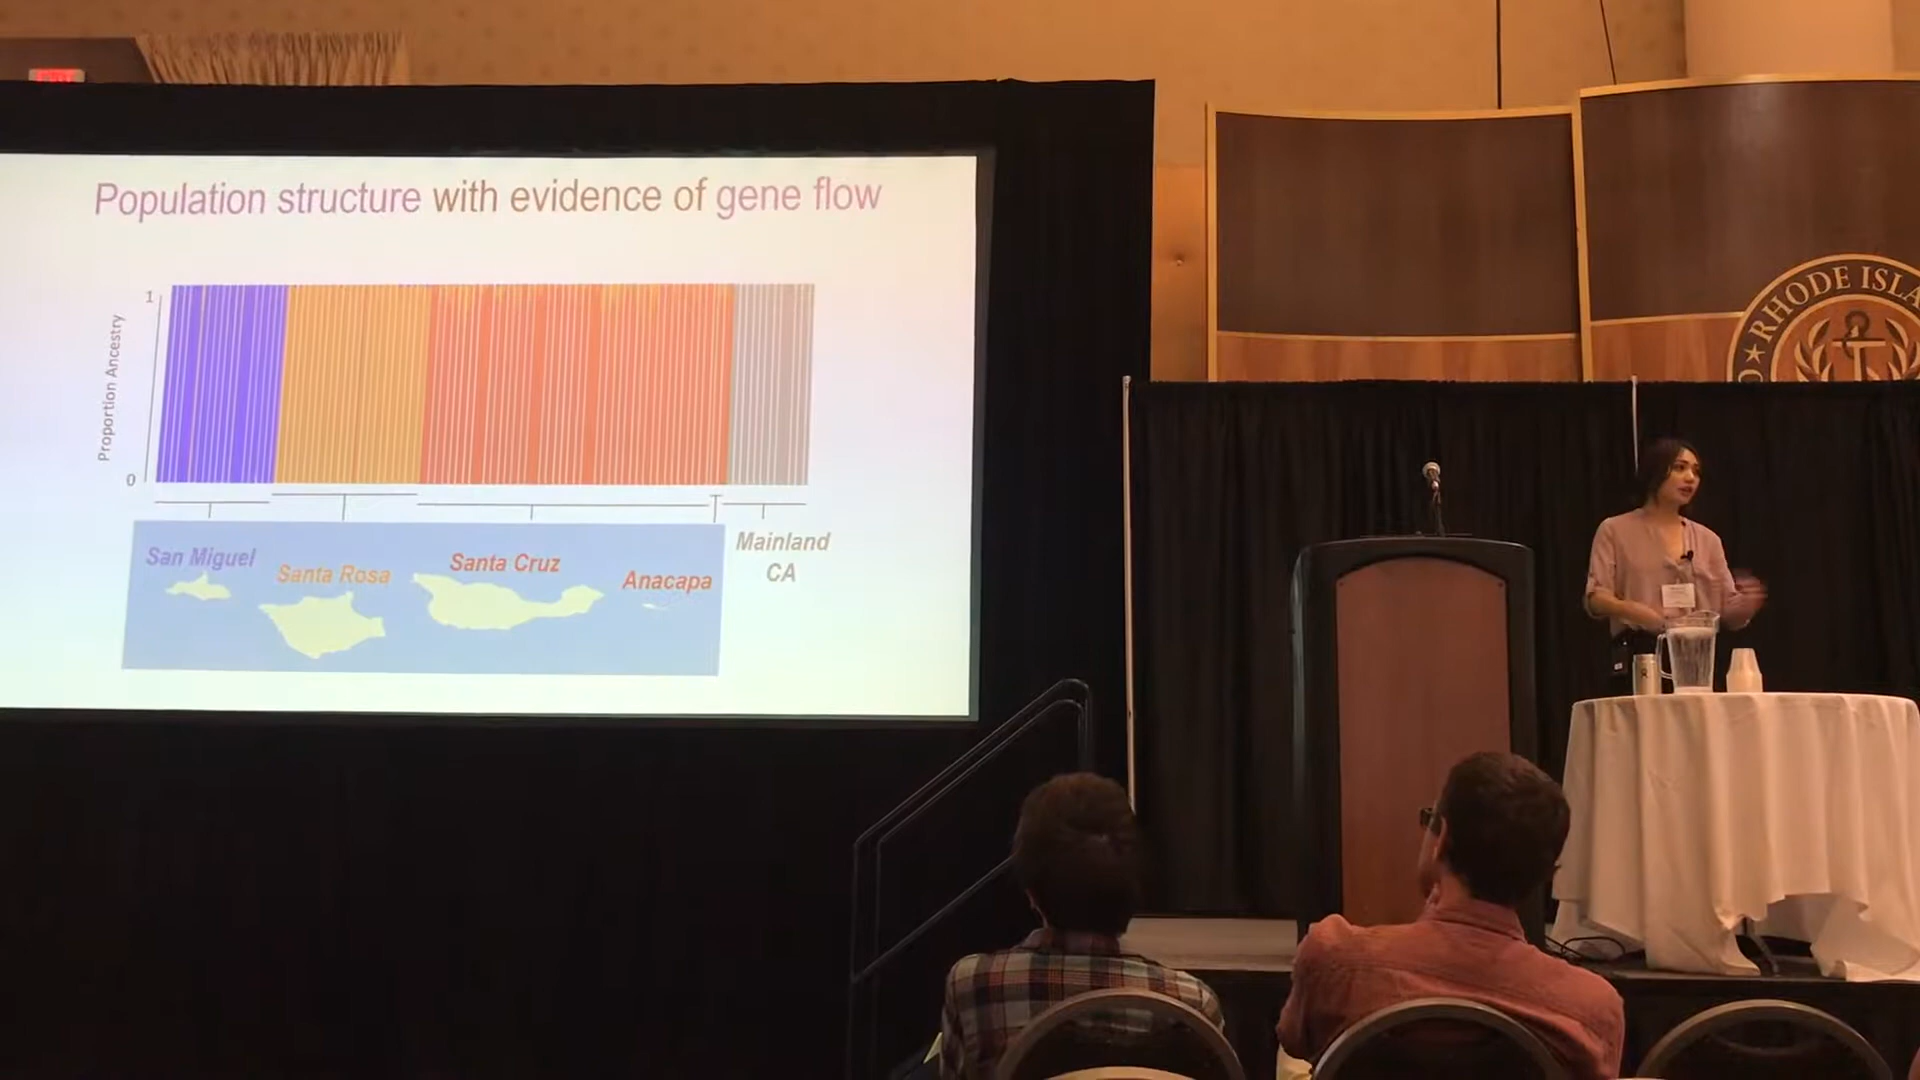 EXIT
Population structure with evidence of gene flow
1
Proportion Ancestry
0
San Miguel
Santa Rosa
Santa Cruz
Anacapa
Mainland
CA
RHODE ISLA